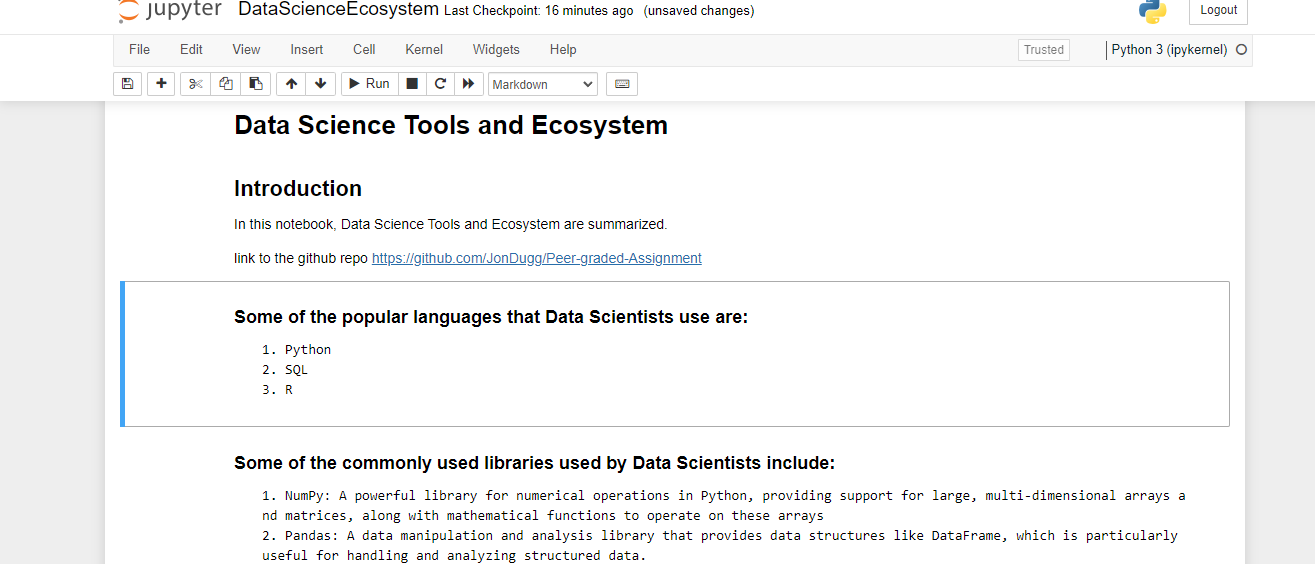 jupyter DataScienceEcosystem Last Checkpoint: 16 minutes ago (unsaved changes) Logout
File Edit View Insert Cell Kernel Widgets Help Trusted Python 3 (ipykernel)
Run Markdown
Data Science Tools and Ecosystem
Introduction
In this notebook, Data Science Tools and Ecosystem are summarized.
link to the github repo https://github.com/JonDugg/Peer-graded-Assignment
Some of the popular languages that Data Scientists use are:
1. Python
2. SQL
3. R
Some of the commonly used libraries used by Data Scientists include:
1. NumPy: A powerful library for numerical operations in Python, providing support for large, multi-dimensional arrays a
nd matrices, along with mathematical functions to operate on these arrays
2. Pandas: A data manipulation and analysis library that provides data structures like DataFrame, which is particularly
useful for handling and analyzing structured data.